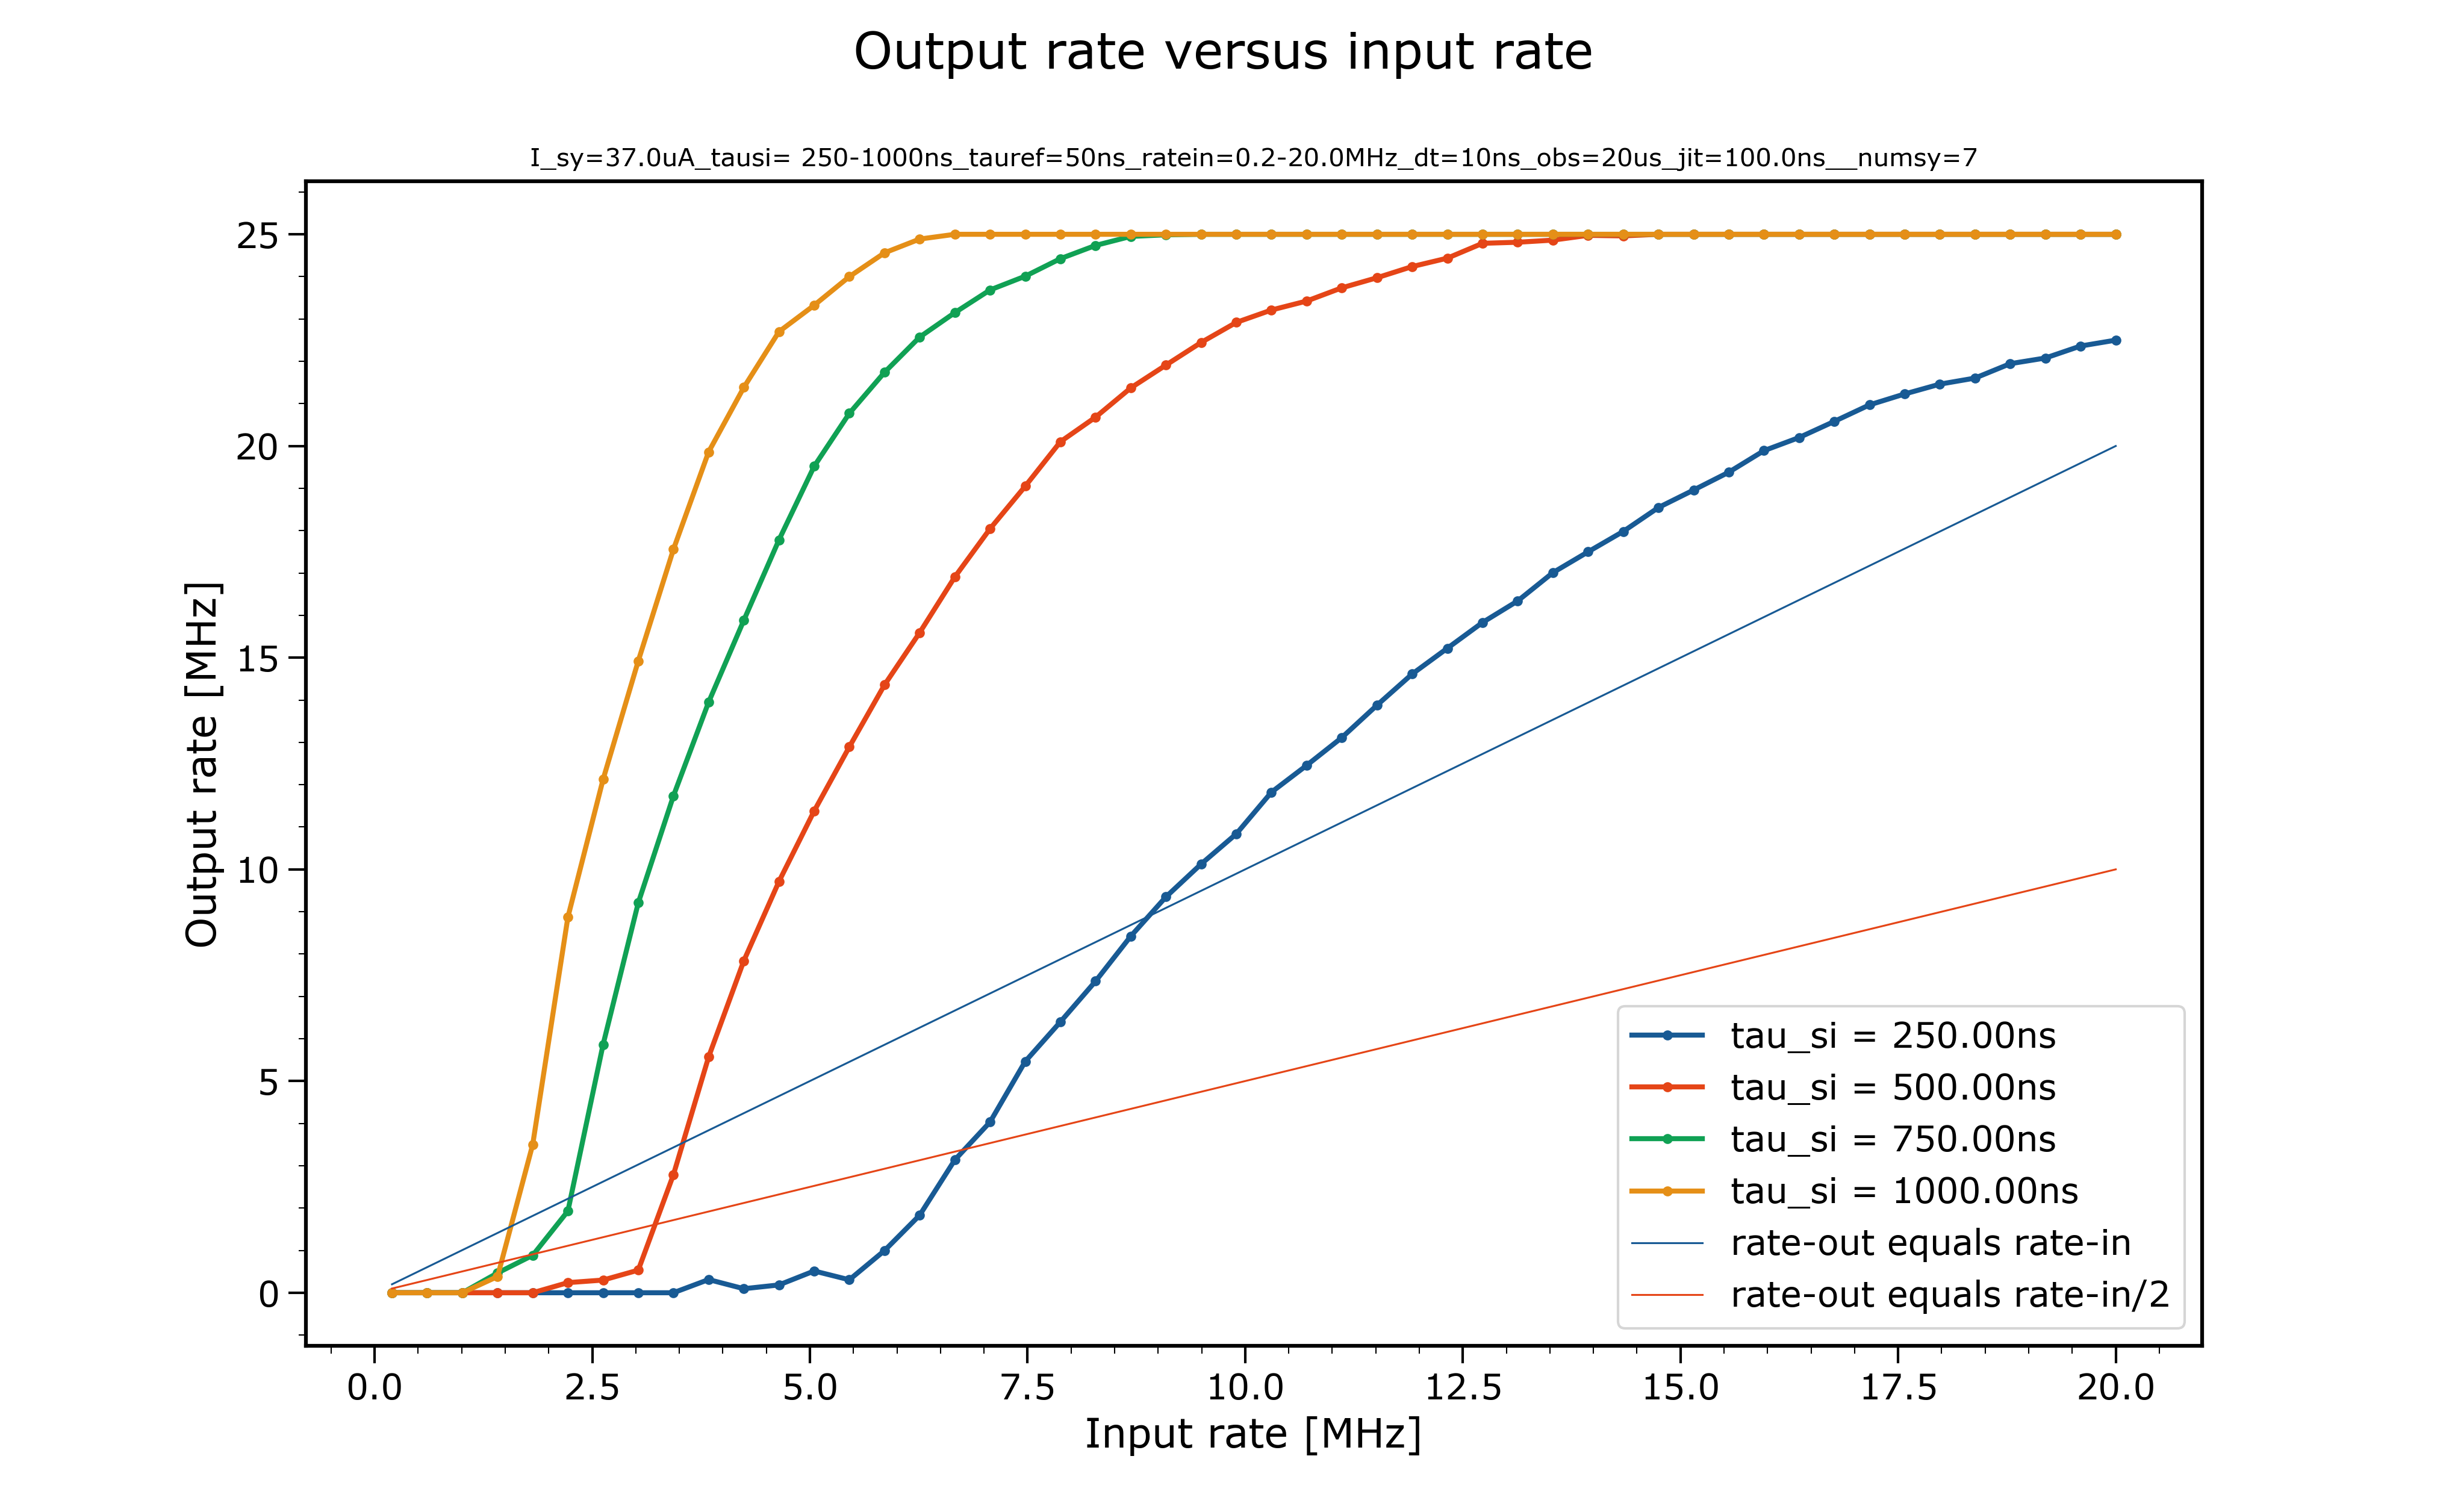 Output rate versus input rate
I_sy=37.0uA_tausi= 250-1000ns_tauref=50ns_ratein=0.2-20.0MHz_dt=10ns_obs=20us_jit=100.0ns__numsy=7
Output rate [MHz]
25
20
15
10
5
0
tau_si = 250.00ns
tau_si = 500.00ns
tau_si = 750.00ns
tau_si = 1000.00ns
rate-out equals rate-in
rate-out equals rate-in/2
0.0 2.5 5.0 7.5 10.0 12.5 15.0 17.5 20.0
Input rate [MHz]